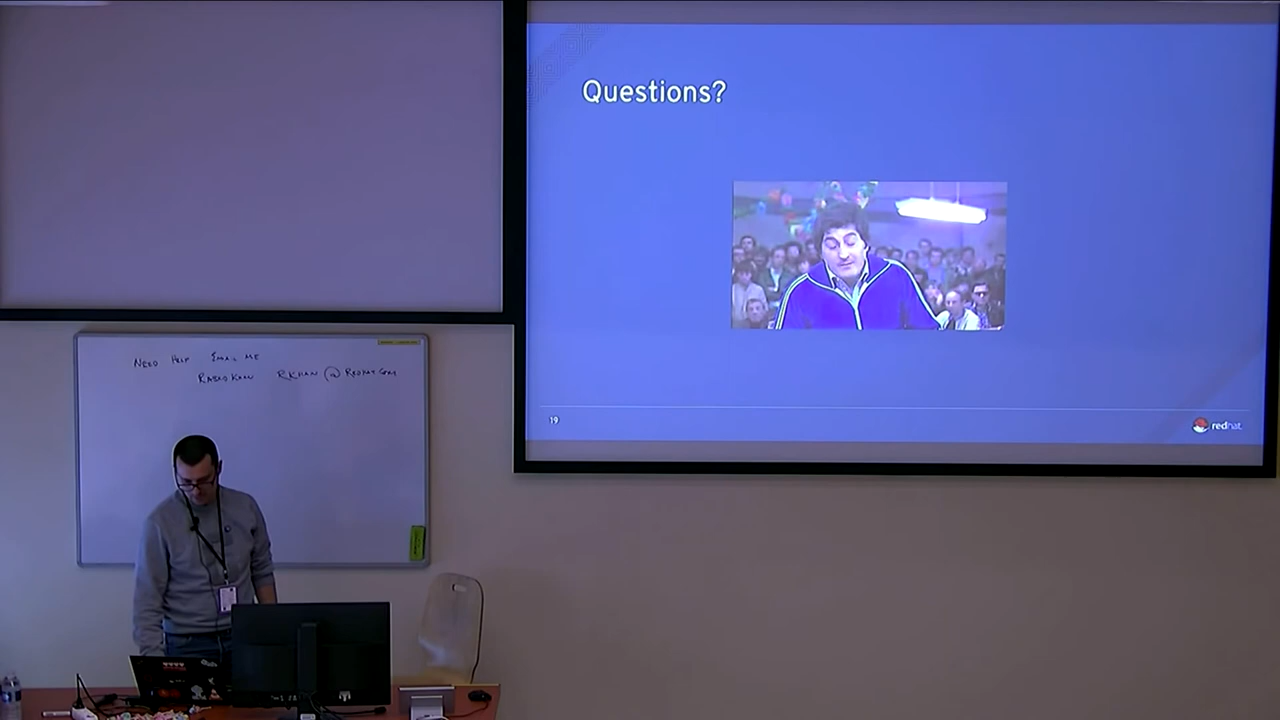 Questions?
NEED HELP EMAIL ME
RKHAN @ REDHAT.COM
19
redhat.